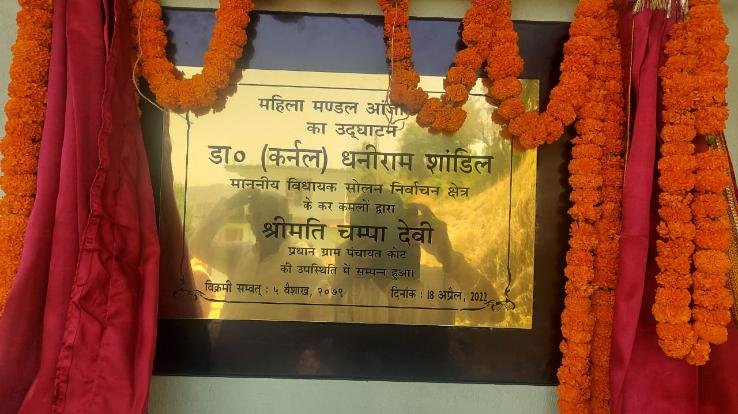 महिला मण्डल
का उद्घाटन
डा० (कर्नल) धनीराम शांडिल
माननीय विधायक सोलन निर्वाचन क्षेत्र
के कर कमलों द्वारा
श्रीमति चम्पा देवी
प्रधान ग्राम पंचायत कोट
की उपस्थिति में सम्पन्न हुआ।
विक्रमी सम्वत् : ५ वैशाख, २०७९ दिनांक : 18 अप्रैल, 2022